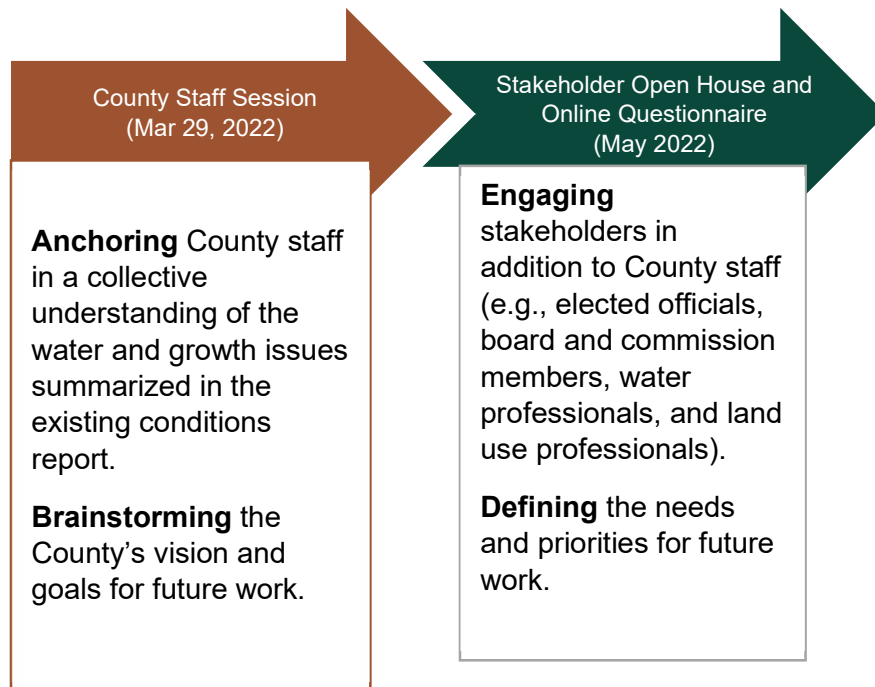 County Staff Session
(Mar 29, 2022)
Anchoring County staff
in a collective
understanding of the
water and growth issues
summarized in the
existing conditions
report.
Brainstorming the
County’s vision and
goals for future work.
Stakeholder Open House and
Online Questionnaire
(May 2022)
Engaging
stakeholders in
addition to County staff
(e.g., elected officials,
board and commission
members, water
professionals, and land
use professionals).
Defining the needs
and priorities for future
work.